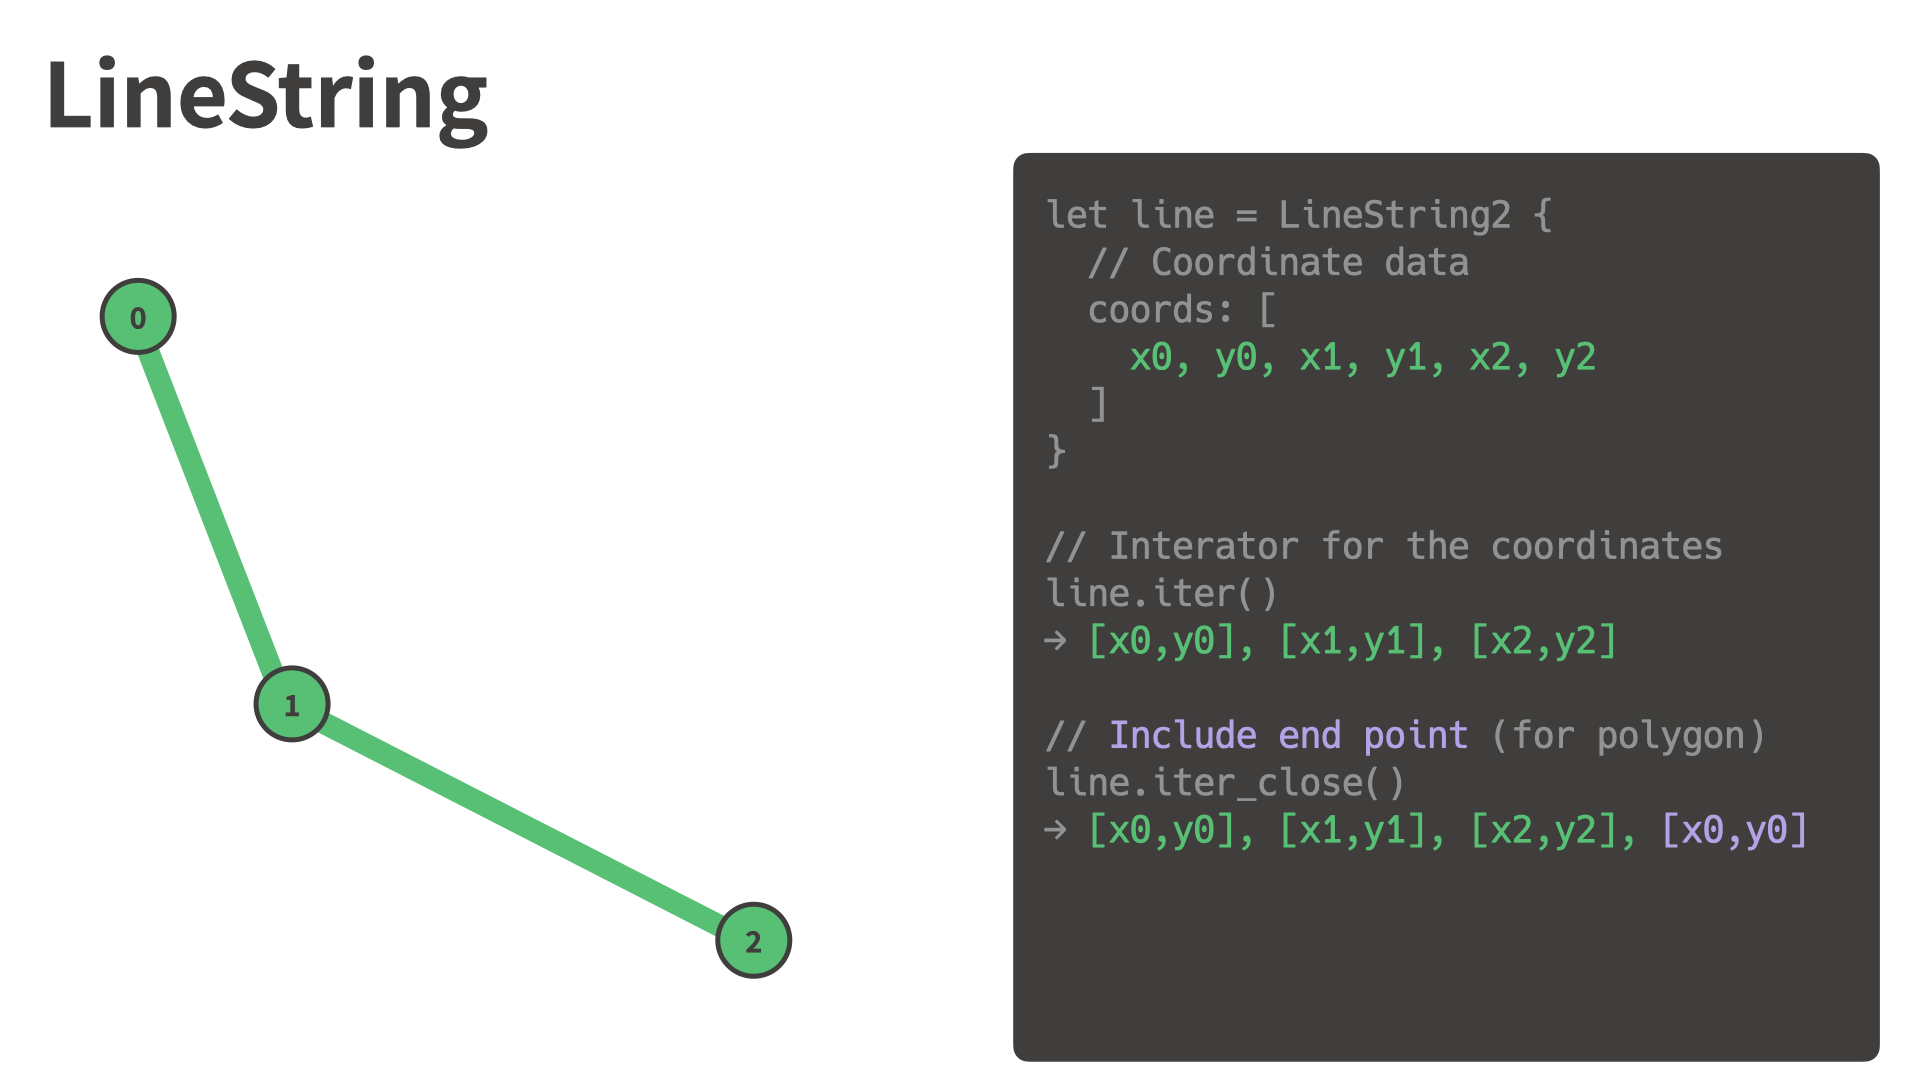 LineString
0
1
2
let line = LineString2 {
  // Coordinate data
  coords: [
    x0, y0, x1, y1, x2, y2
  ]
}
// Interator for the coordinates
line.iter()
→ [x0,y0], [x1,y1], [x2,y2]
// Include end point (for polygon)
line.iter_close()
→ [x0,y0], [x1,y1], [x2,y2], [x0,y0]